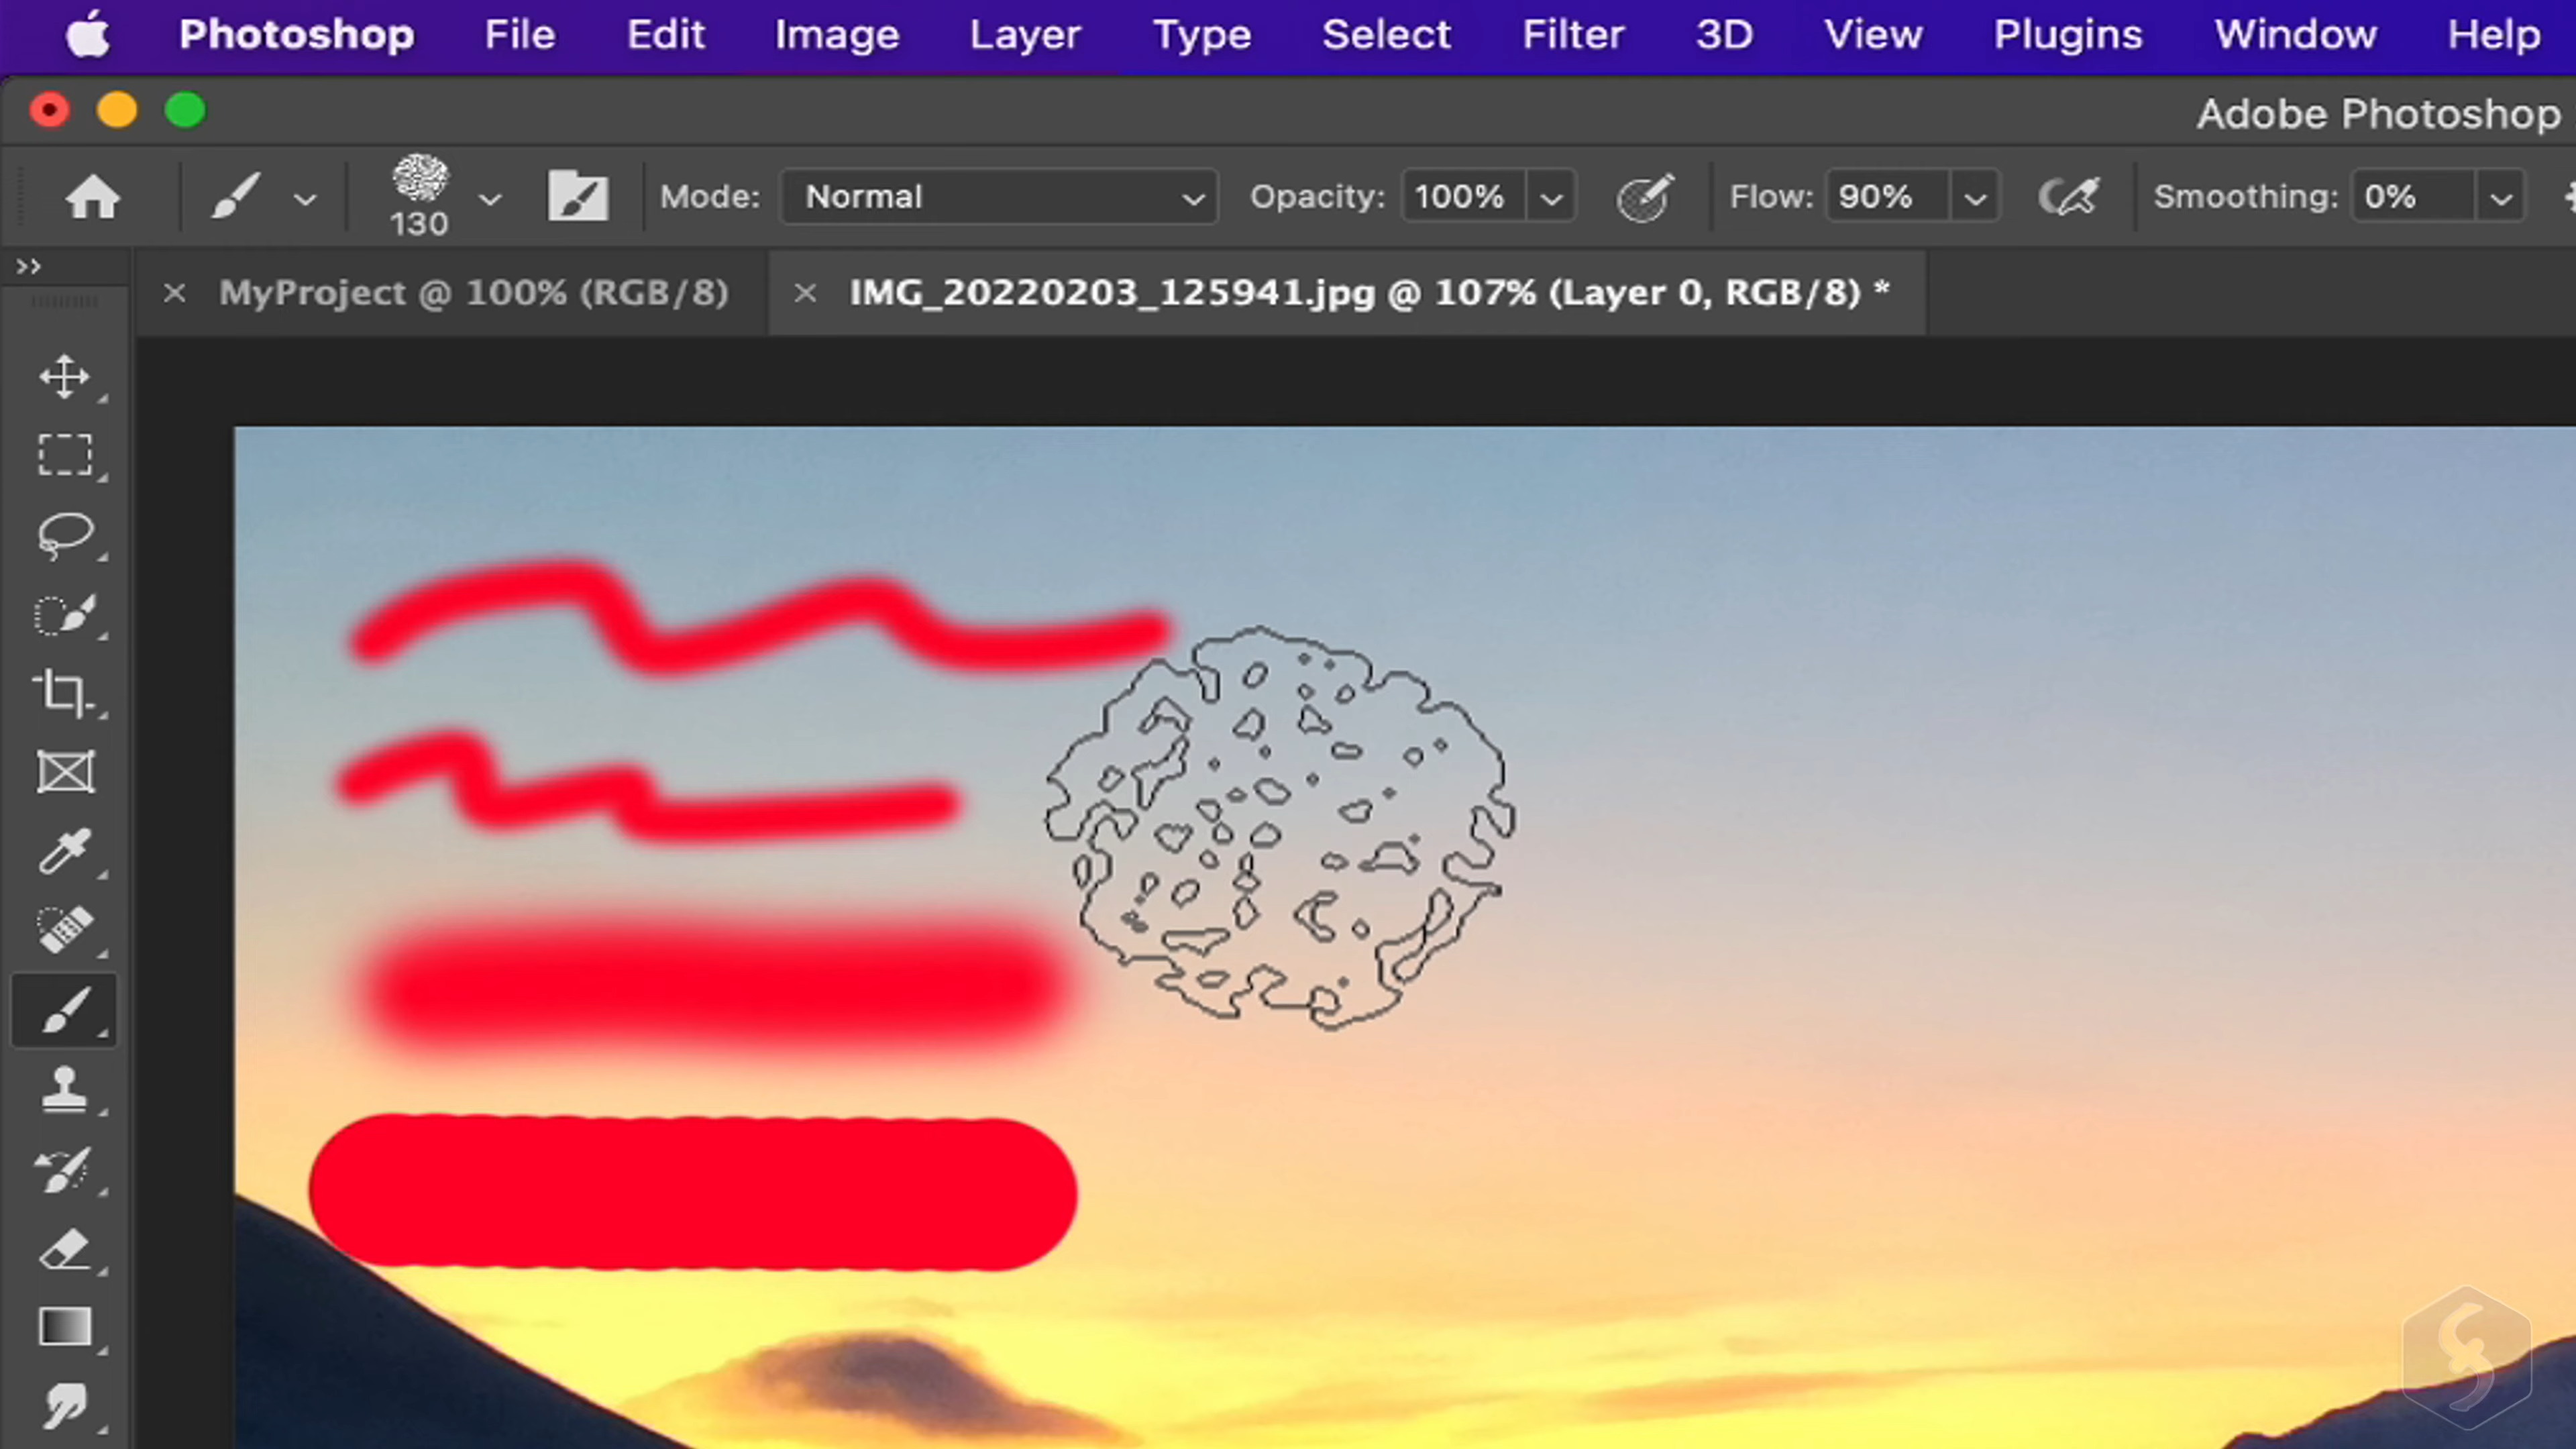 Photoshop File Edit Image Layer Type Select Filter 3D View Plugins Window Help
Adobe Photoshop
130 Mode: Normal Opacity: 100% Flow: 90% Smoothing: 0%
MyProject @ 100% (RGB/8) IMG_20220203_125941.jpg @ 107% (Layer 0, RGB/8) *